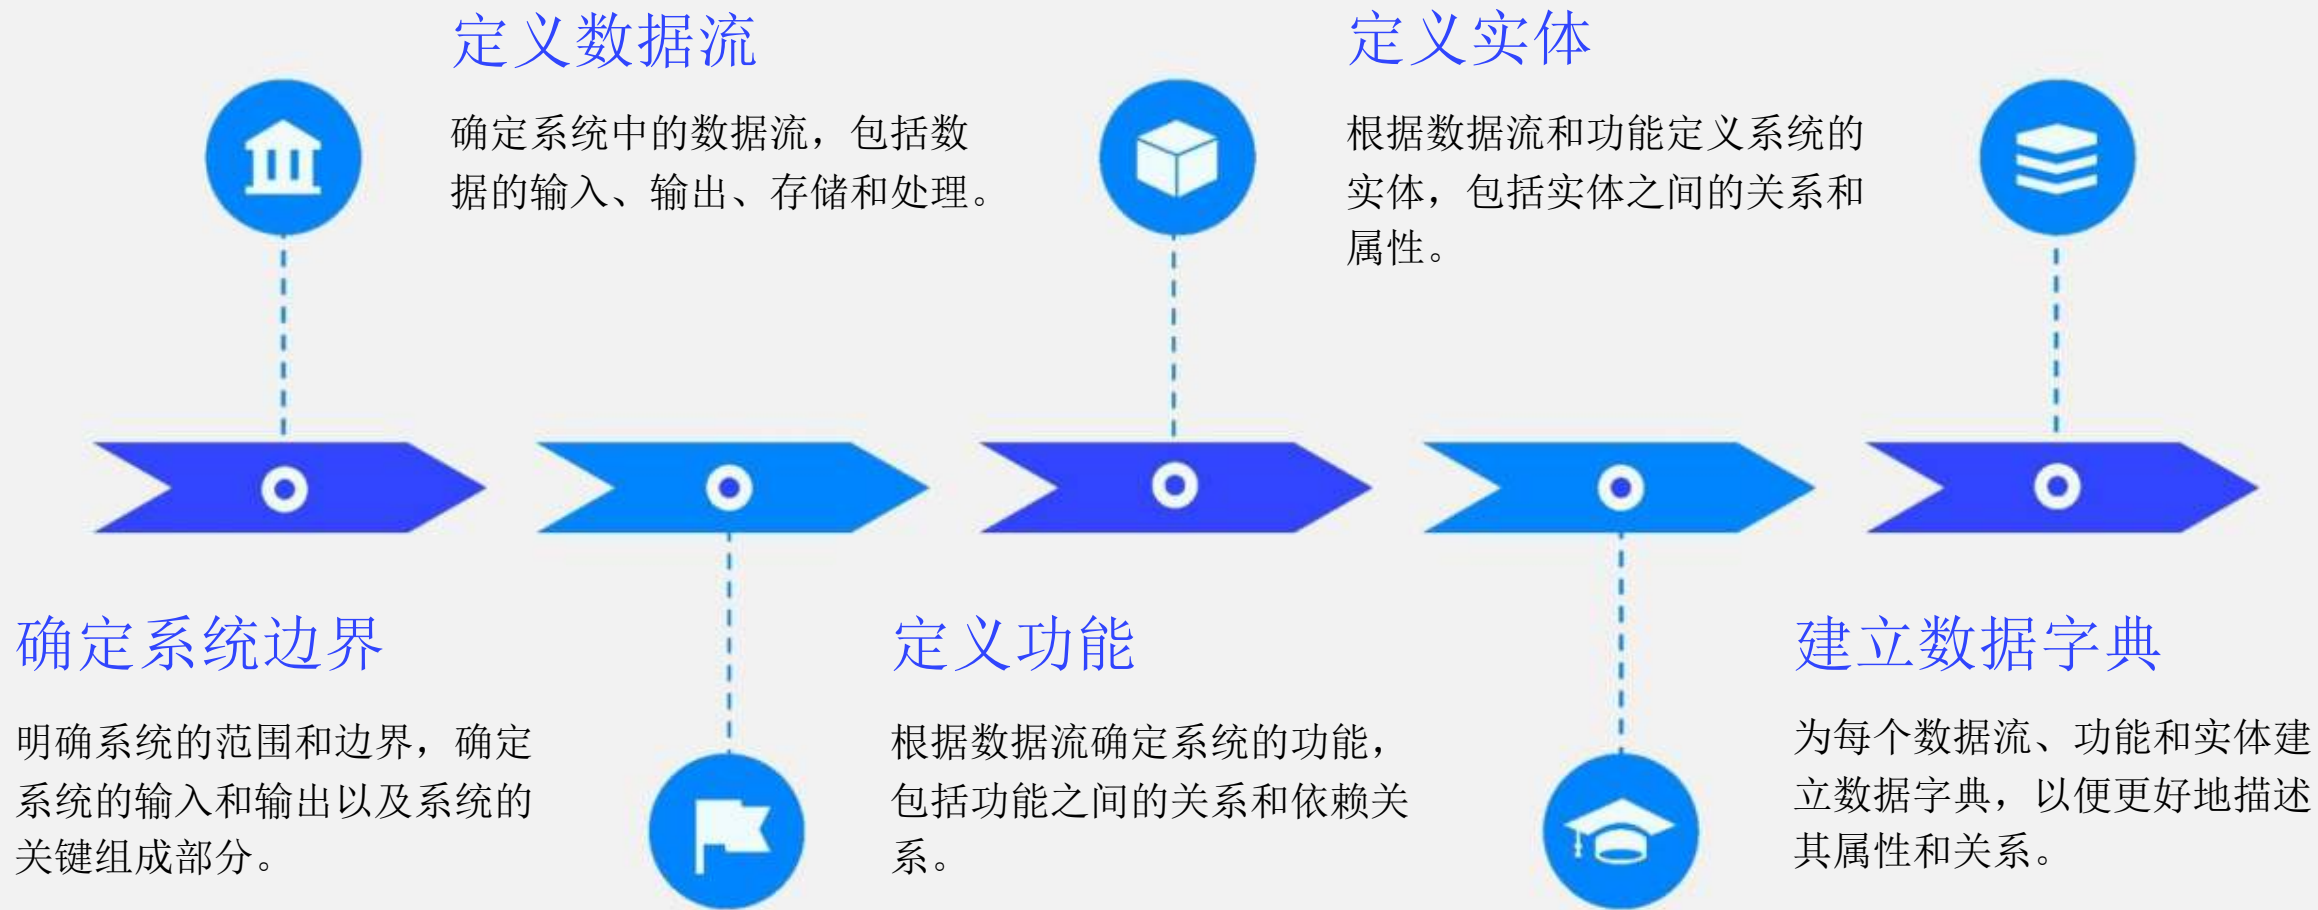 定义数据流
确定系统中的数据流，包括数
据的输入、输出、存储和处理。
定义实体
根据数据流和功能定义系统的
实体，包括实体之间的关系和
属性。
确定系统边界
明确系统的范围和边界，确定
系统的输入和输出以及系统的
关键组成部分。
定义功能
根据数据流确定系统的功能，
包括功能之间的关系和依赖关
系。
建立数据字典
为每个数据流、功能和实体建
立数据字典，以便更好地描述
其属性和关系。